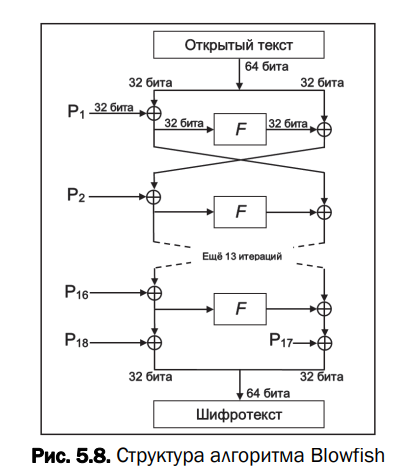 Открытый текст
64 бита
32 бита 32 бита
P1 32 бита
32 бита F 32 бита
P2
F
Ещё 13 итераций
P16
F
P18 P17
32 бита 32 бита
64 бита
Шифротекст
Рис. 5.8. Структура алгоритма Blowfish